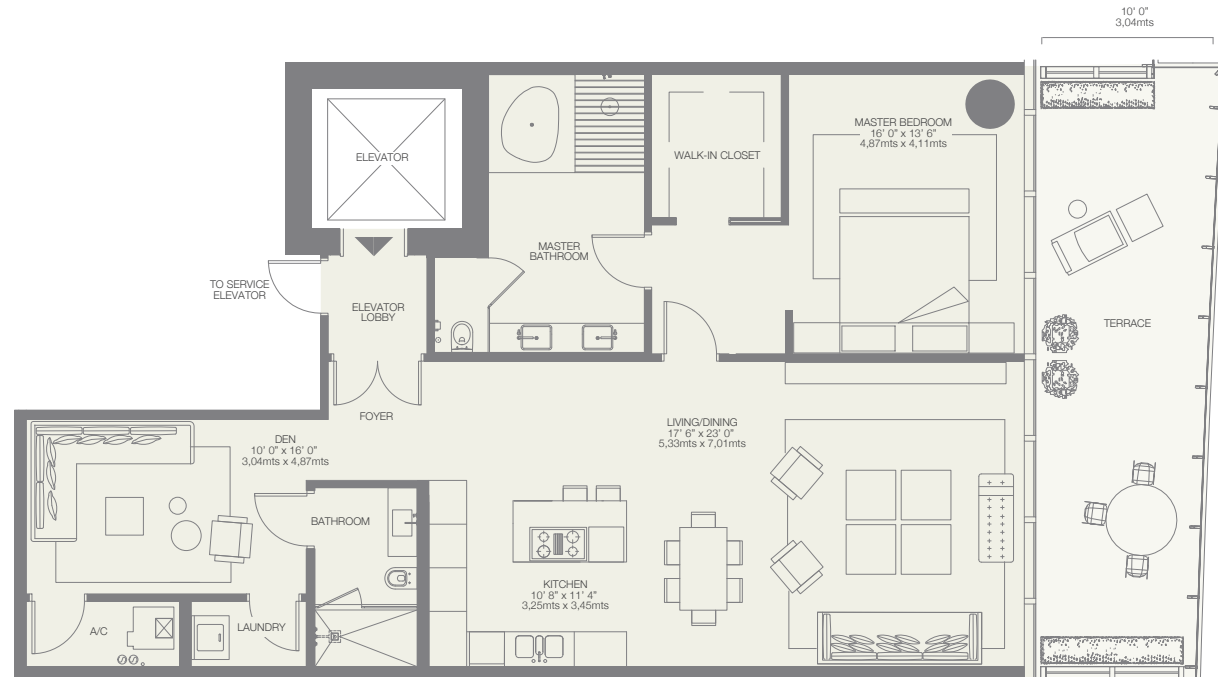 10' 0"
3,04mts
ELEVATOR
WALK-IN CLOSET
MASTER BEDROOM
16' 0" x 13' 6"
4,87mts x 4,11mts
MASTER
BATHROOM
TO SERVICE
ELEVATOR
ELEVATOR
LOBBY
TERRACE
FOYER
DEN
10' 0" x 16' 0"
3,04mts x 4,87mts
LIVING/DINING
17' 6" x 23' 0"
5,33mts x 7,01mts
BATHROOM
KITCHEN
10' 8" x 11' 4"
3,25mts x 3,45mts
A/C
LAUNDRY